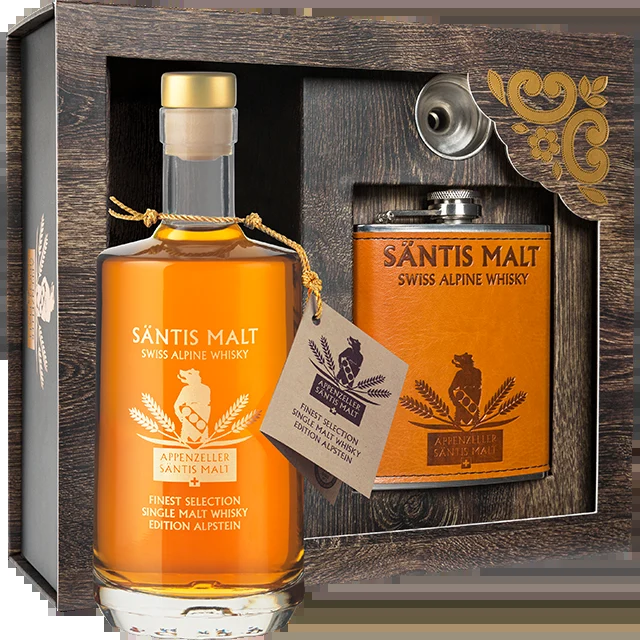 SÄNTIS MALT
SWISS ALPINE WHISKY
APPENZELLER
SÄNTIS MALT
FINEST SELECTION
SINGLE MALT WHISKY
EDITION ALPSTEIN
APPENZELLER
SÄNTIS MALT
FINEST SELECTION
SINGLE MALT WHISKY
EDITION ALPSTEIN
SÄNTIS MALT
SWISS ALPINE WHISKY
APPENZELLER
SÄNTIS MALT